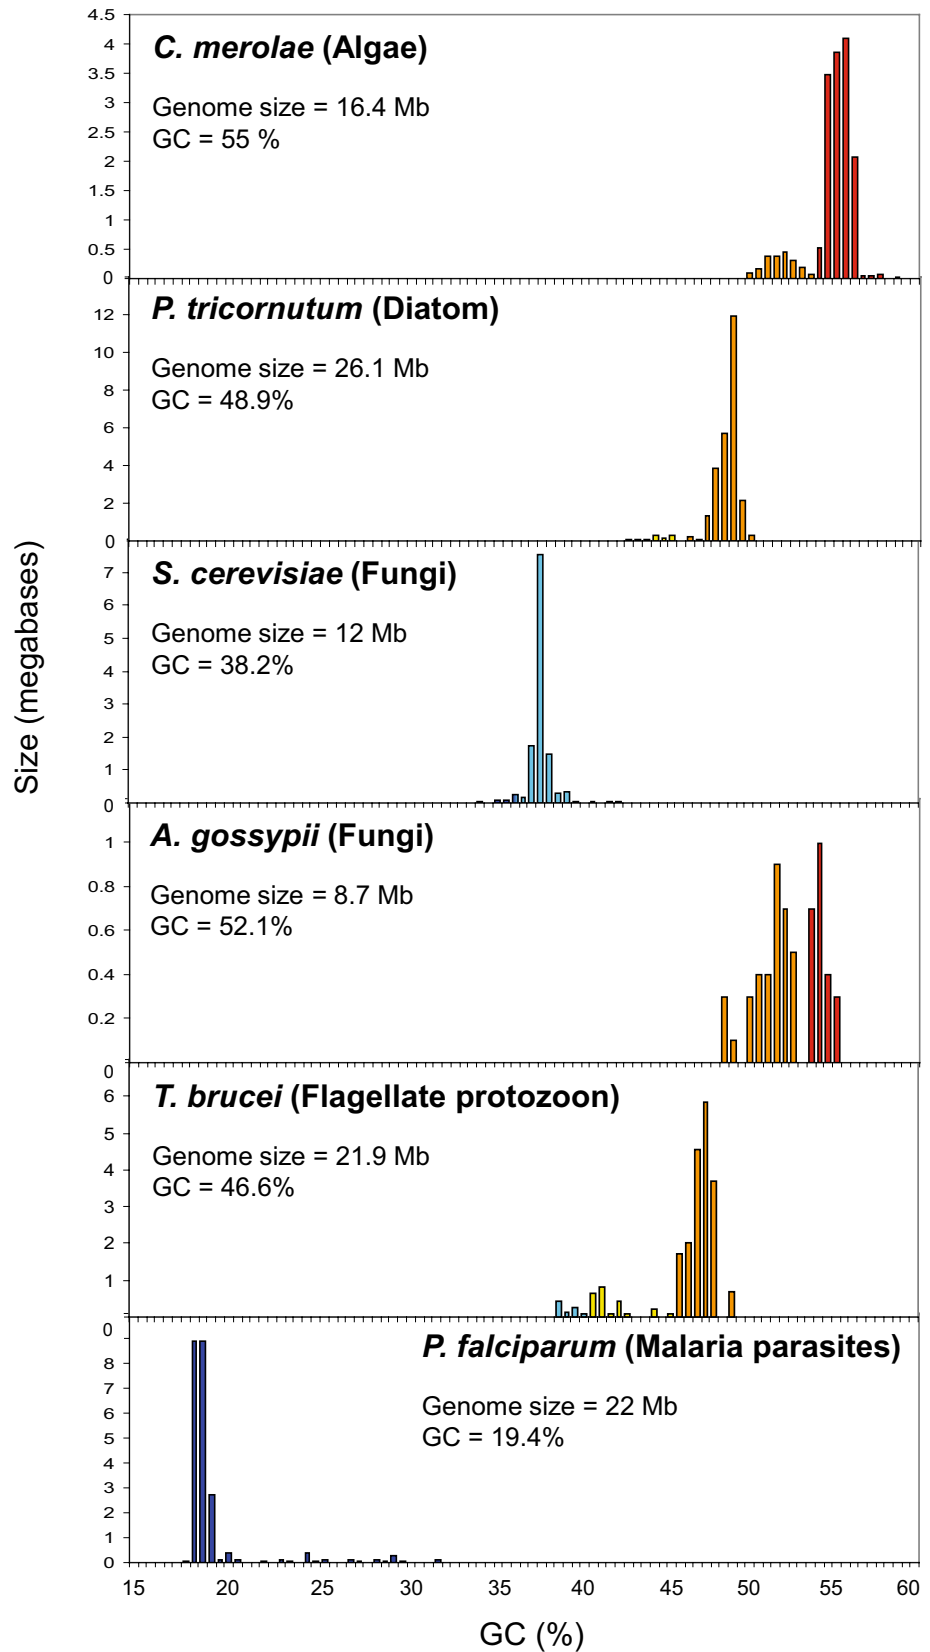 4.5
4
3.5
3
2.5
2
1.5
1
0.5
0
C. merolae (Algae)
Genome size = 16.4 Mb
GC = 55 %
12
10
8
6
4
2
0
P. tricornutum (Diatom)
Genome size = 26.1 Mb
GC = 48.9%
7
6
5
4
3
2
1
0
S. cerevisiae (Fungi)
Genome size = 12 Mb
GC = 38.2%
1
0.8
0.6
0.4
0.2
0
A. gossypii (Fungi)
Genome size = 8.7 Mb
GC = 52.1%
6
5
4
3
2
1
0
T. brucei (Flagellate protozoon)
Genome size = 21.9 Mb
GC = 46.6%
8
7
6
5
4
3
2
1
0
P. falciparum (Malaria parasites)
Genome size = 22 Mb
GC = 19.4%
15 20 25 30 35 40 45 50 55 60
GC (%)
Size (megabases)